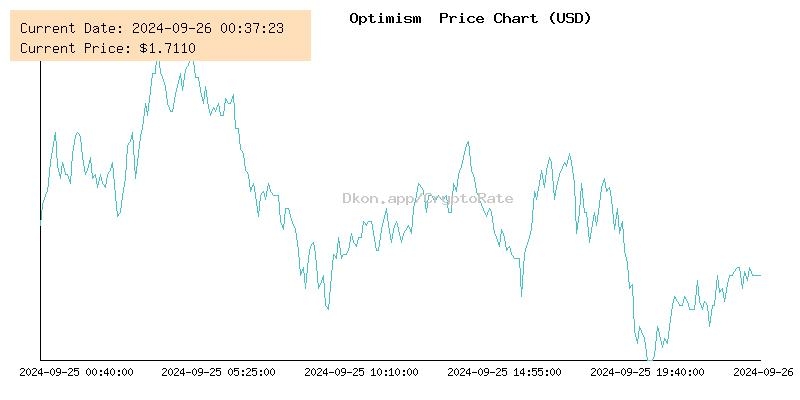 Optimism Price Chart (USD)
Current Date: 2024-09-26 00:37:23
Current Price: $1.7110
Dkon.app/CryptoRate
2024-09-25 00:40:00 2024-09-25 05:25:00 2024-09-25 10:10:00 2024-09-25 14:55:00 2024-09-25 19:40:00 2024-09-26